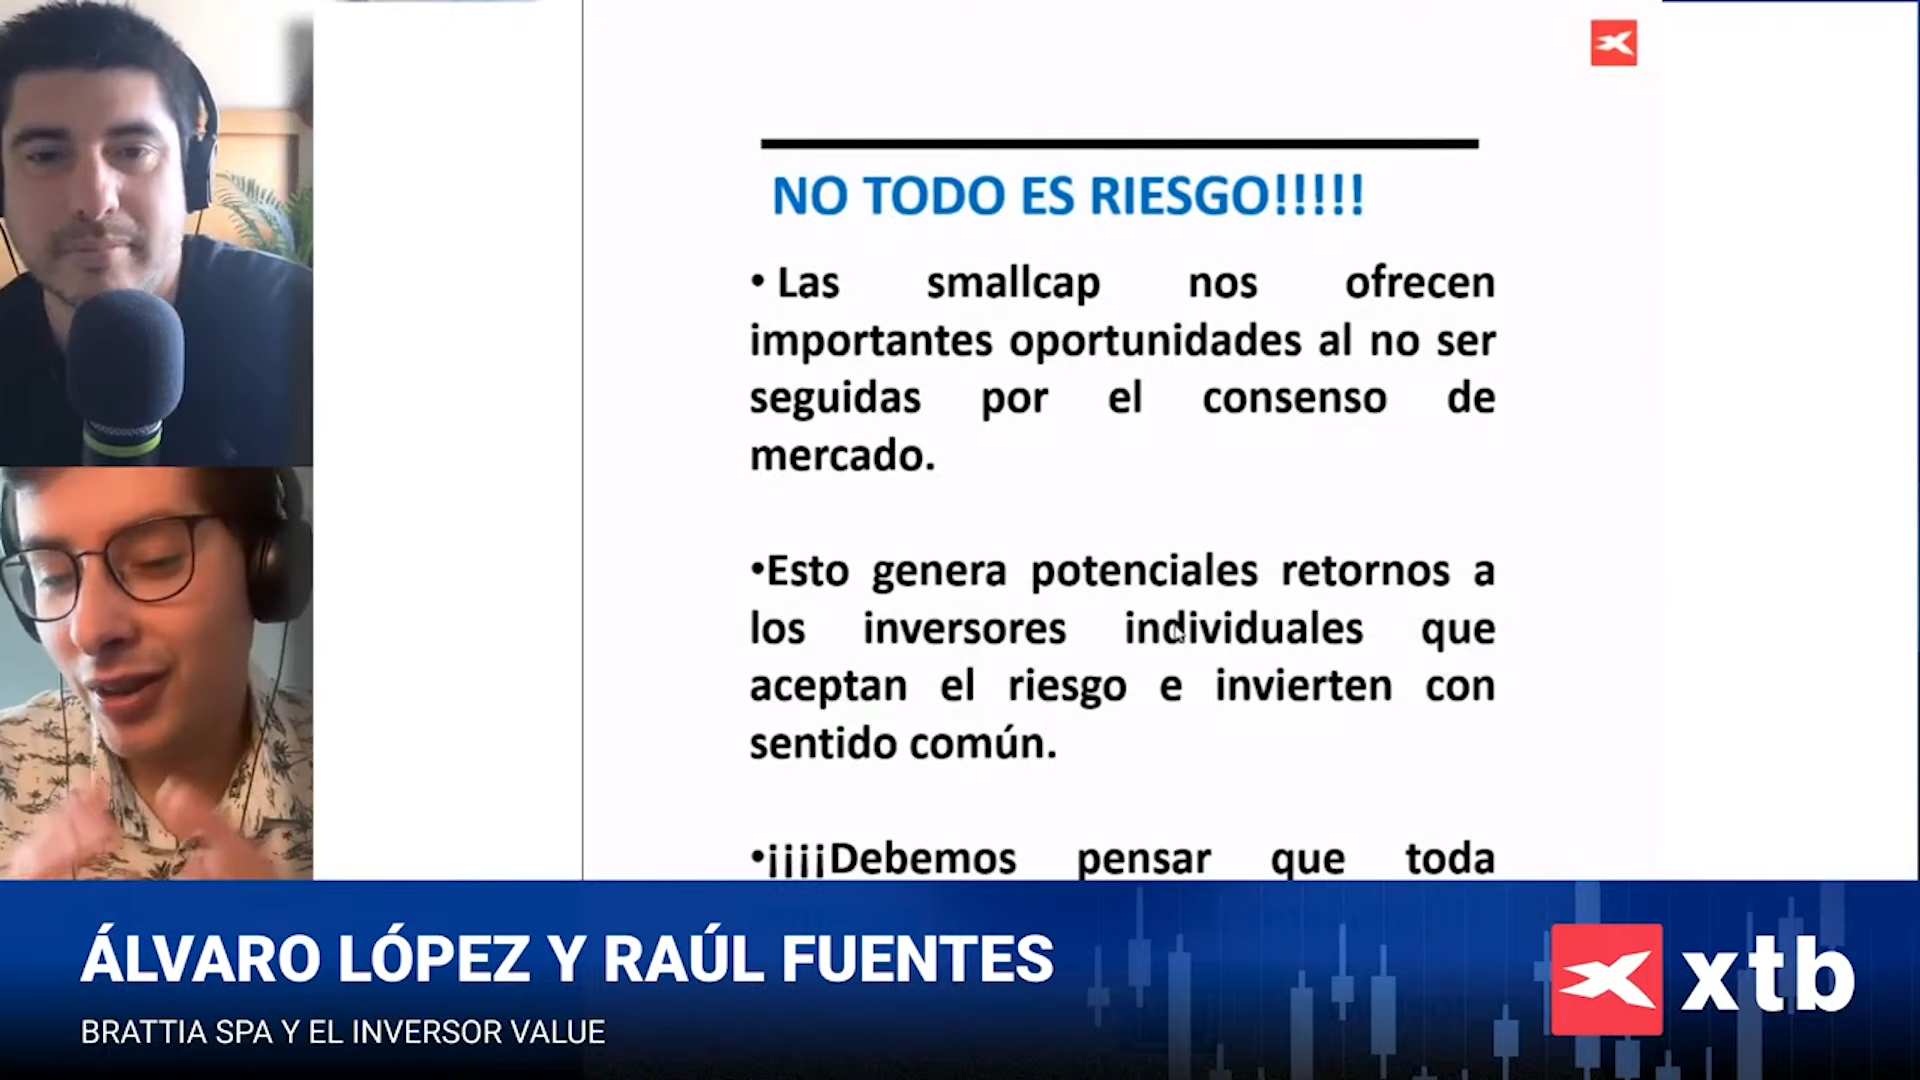 NO TODO ES RIESGO!!!!!
• Las smallcap nos ofrecen
importantes oportunidades al no ser
seguidas por el consenso de
mercado.
•Esto genera potenciales retornos a
los inversores individuales que
aceptan el riesgo e invierten con
sentido común.
•¡¡¡¡Debemos pensar que toda
ÁLVARO LÓPEZ Y RAÚL FUENTES
BRATTIA SPA Y EL INVERSOR VALUE
xtb